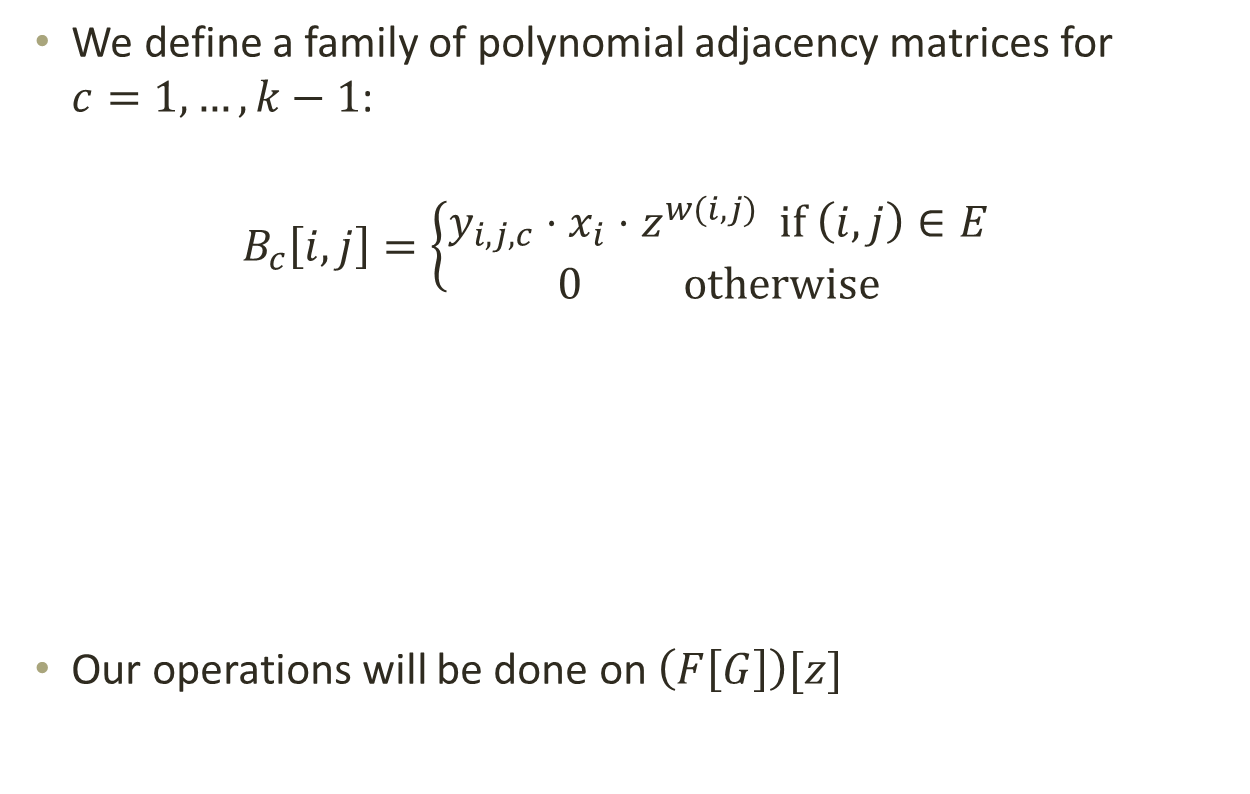 • We define a family of polynomial adjacency matrices for
c = 1, … , k − 1:
B_c[i, j] = { y_{i,j,c} · x_i · z^{w(i,j)} if (i, j) ∈ E
0 otherwise
• Our operations will be done on (F[G])[z]